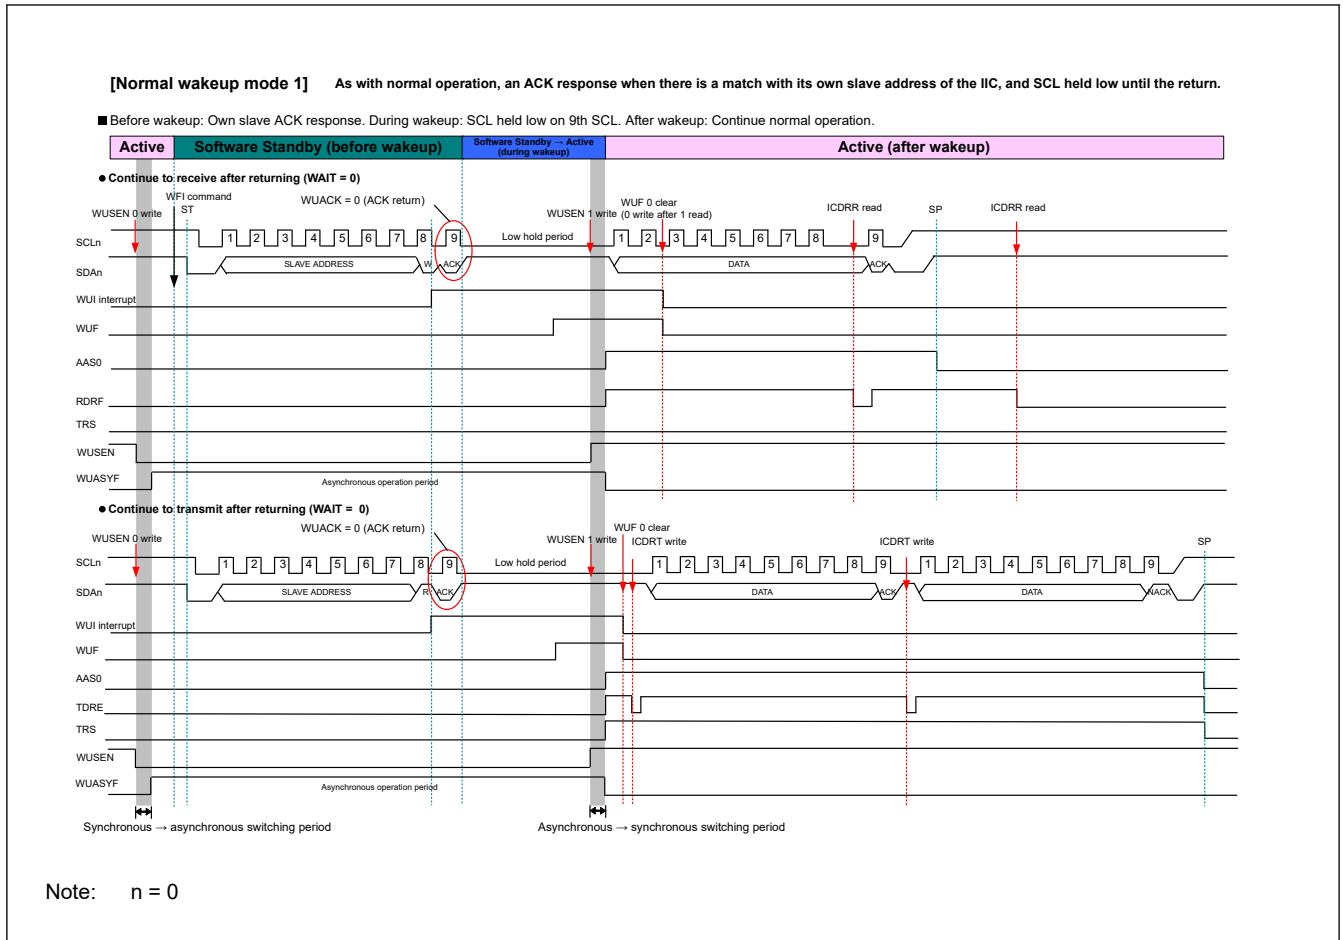 [Normal wakeup mode 1] As with normal operation, an ACK response when there is a match with its own slave address of the IIC, and SCL held low until the return.
■ Before wakeup: Own slave ACK response. During wakeup: SCL held low on 9th SCL. After wakeup: Continue normal operation.
Active
Software Standby (before wakeup)
Software Standby → Active
(during wakeup)
Active (after wakeup)
● Continue to receive after returning (WAIT = 0)
WFI command
WUSEN 0 write
ST
WUACK = 0 (ACK return)
WUSEN 1 write
WUF 0 clear
(0 write after 1 read)
ICDRR read
SP
ICDRR read
SCLn
1 2 3 4 5 6 7 8 9
Low hold period
1 2 3 4 5 6 7 8 9
SDAn
SLAVE ADDRESS
W
ACK
DATA
ACK
WUI interrupt
WUF
AAS0
RDRF
TRS
WUSEN
WUASYF
Asynchronous operation period
● Continue to transmit after returning (WAIT = 0)
WUSEN 0 write
WUACK = 0 (ACK return)
WUSEN 1 write
WUF 0 clear
ICDRT write
ICDRT write
SP
SCLn
1 2 3 4 5 6 7 8 9
Low hold period
1 2 3 4 5 6 7 8 9
1 2 3 4 5 6 7 8 9
SDAn
SLAVE ADDRESS
R
ACK
DATA
ACK
DATA
NACK
WUI interrupt
WUF
AAS0
TDRE
TRS
WUSEN
WUASYF
Asynchronous operation period
Synchronous → asynchronous switching period
Asynchronous → synchronous switching period
Note: n = 0